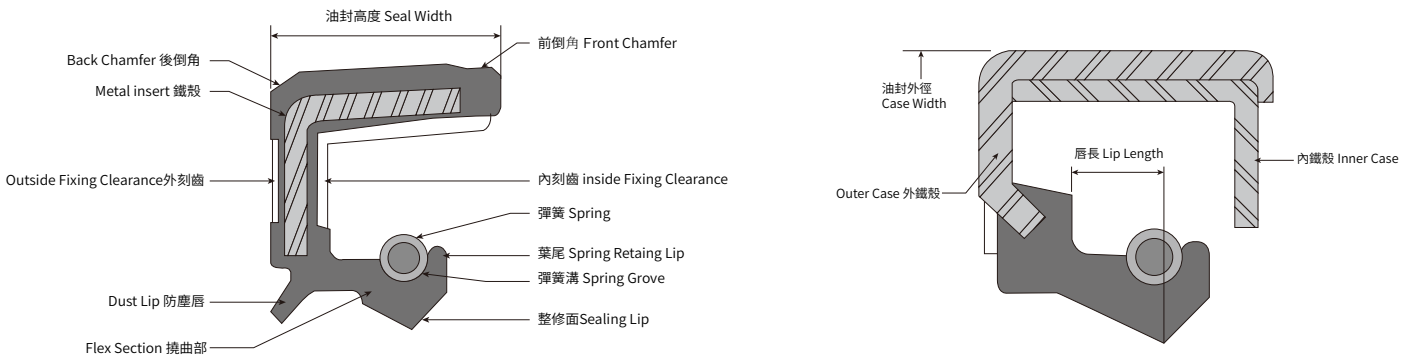 油封高度 Seal Width
Back Chamfer 後倒角
Metal insert 鐵殼
Outside Fixing Clearance外刻齒
Dust Lip 防塵唇
Flex Section 撓曲部
前倒角 Front Chamfer
內刻齒 inside Fixing Clearance
彈簧 Spring
葉尾 Spring Retaing Lip
彈簧溝 Spring Grove
整修面Sealing Lip
油封外徑
Case Width
唇長 Lip Length
Outer Case 外鐵殼
內鐵殼 Inner Case